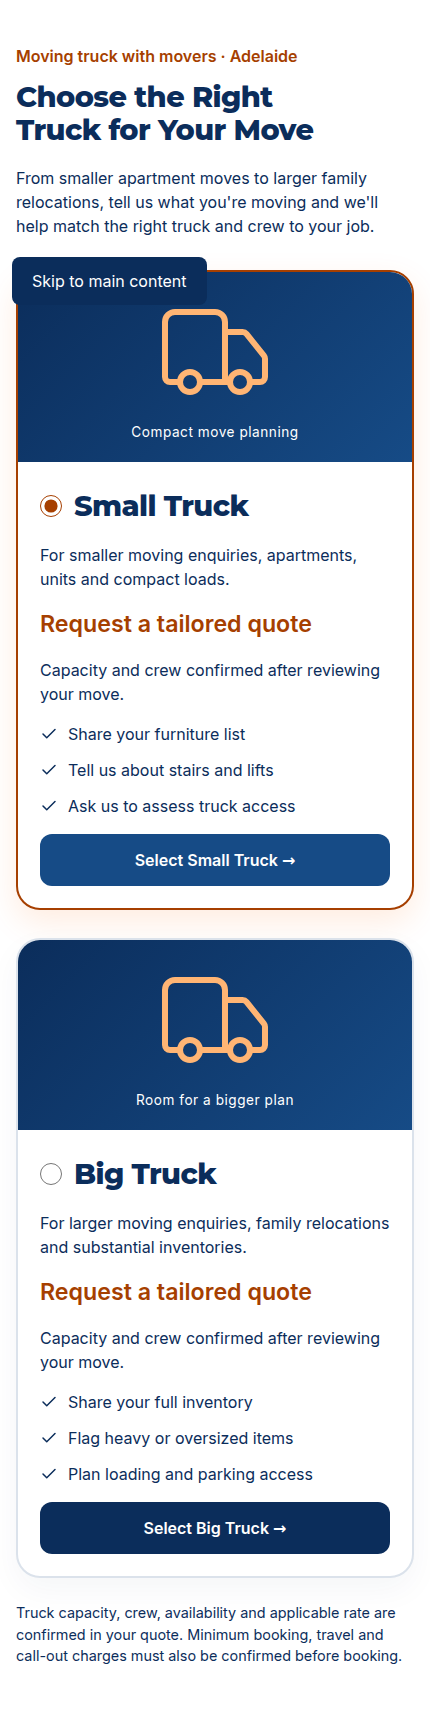 Moving truck with movers · Adelaide
Choose the Right
Truck for Your Move
From smaller apartment moves to larger family
relocations, tell us what you're moving and we'll
help match the right truck and crew to your job.
Skip to main content
Compact move planning
Small Truck
For smaller moving enquiries, apartments,
units and compact loads.
Request a tailored quote
Capacity and crew confirmed after reviewing
your move.
Share your furniture list
Tell us about stairs and lifts
Ask us to assess truck access
Select Small Truck →
Room for a bigger plan
Big Truck
For larger moving enquiries, family relocations
and substantial inventories.
Request a tailored quote
Capacity and crew confirmed after reviewing
your move.
Share your full inventory
Flag heavy or oversized items
Plan loading and parking access
Select Big Truck →
Truck capacity, crew, availability and applicable rate are
confirmed in your quote. Minimum booking, travel and
call-out charges must also be confirmed before booking.